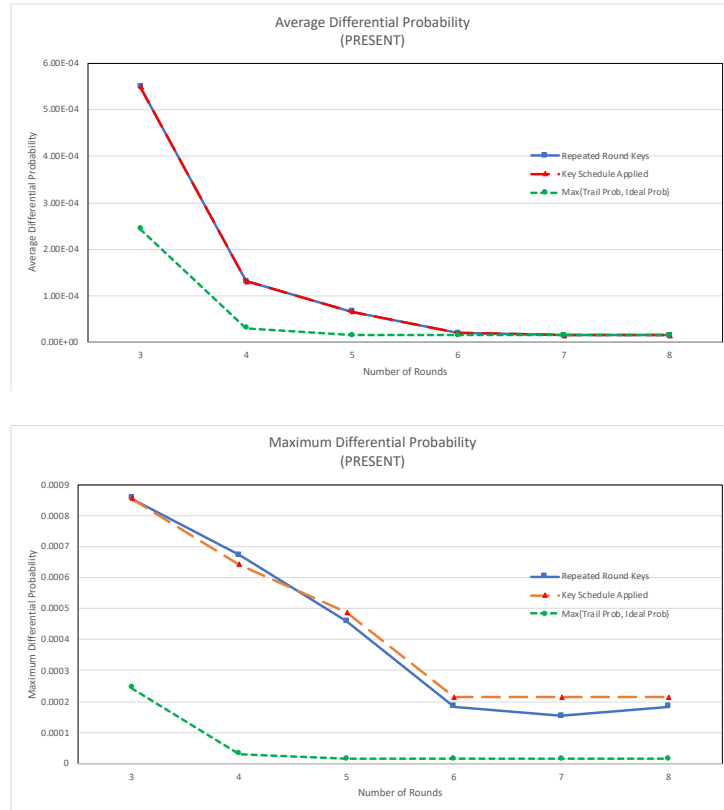 Average Differential Probability
(PRESENT)
6.00E-04
5.00E-04
4.00E-04
3.00E-04
2.00E-04
1.00E-04
0.00E+00
Average Differential Probability
Repeated Round Keys
Key Schedule Applied
Max(Trail Prob, Ideal Prob)
3 4 5 6 7 8
Number of Rounds
Maximum Differential Probability
(PRESENT)
0.0009
0.0008
0.0007
0.0006
0.0005
0.0004
0.0003
0.0002
0.0001
0
Maximum Differential Probability
Repeated Round Keys
Key Schedule Applied
Max(Trail Prob, Ideal Prob)
3 4 5 6 7 8
Number of Rounds